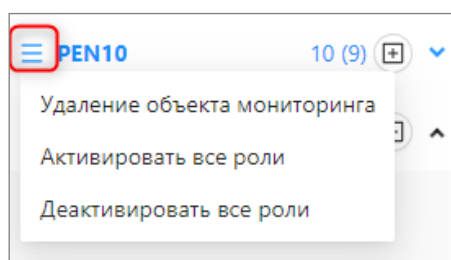 PEN10 10 (9)
Удаление объекта мониторинга
Активировать все роли
Деактивировать все роли